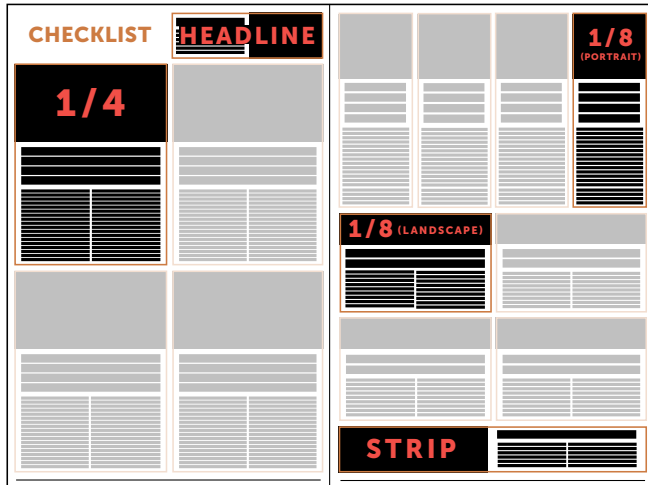 CHECKLIST
HEADLINE
1/4
1/8
(PORTRAIT)
1/8 (LANDSCAPE)
STRIP